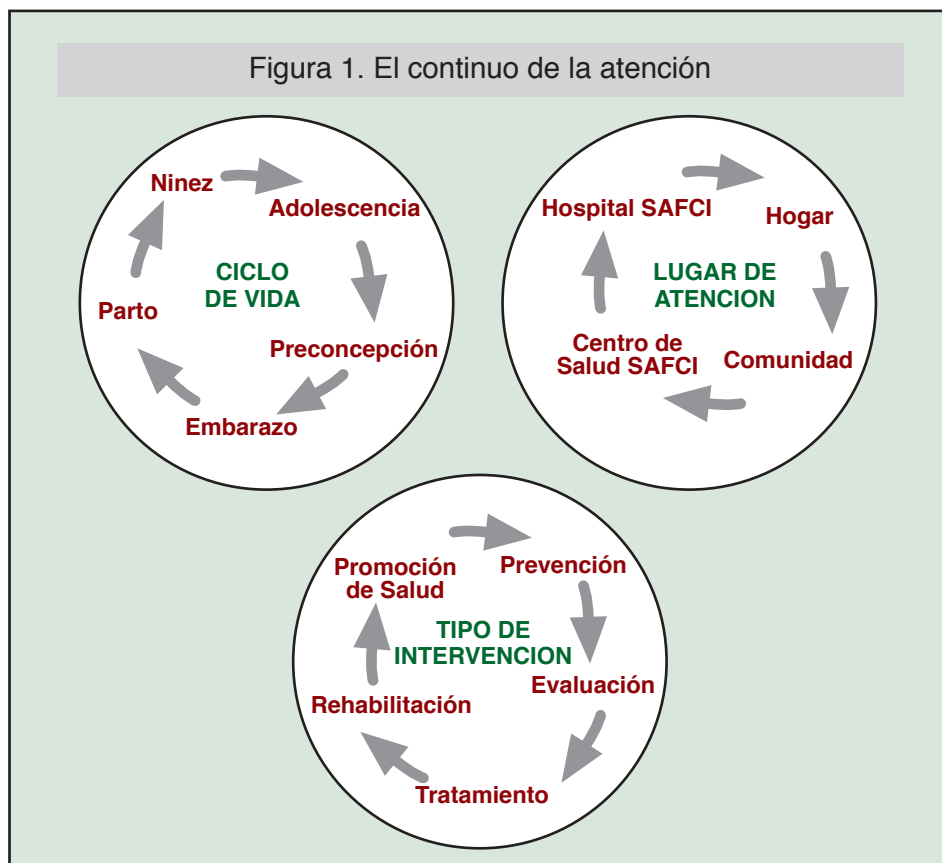 Figura 1. El continuo de la atención
Ninez
Adolescencia
CICLO
DE VIDA
Parto
Preconcepción
Embarazo
Hospital SAFCI
Hogar
LUGAR DE
ATENCION
Centro de
Salud SAFCI
Comunidad
Promoción
de Salud
Prevención
TIPO DE
INTERVENCION
Evaluación
Rehabilitación
Tratamiento